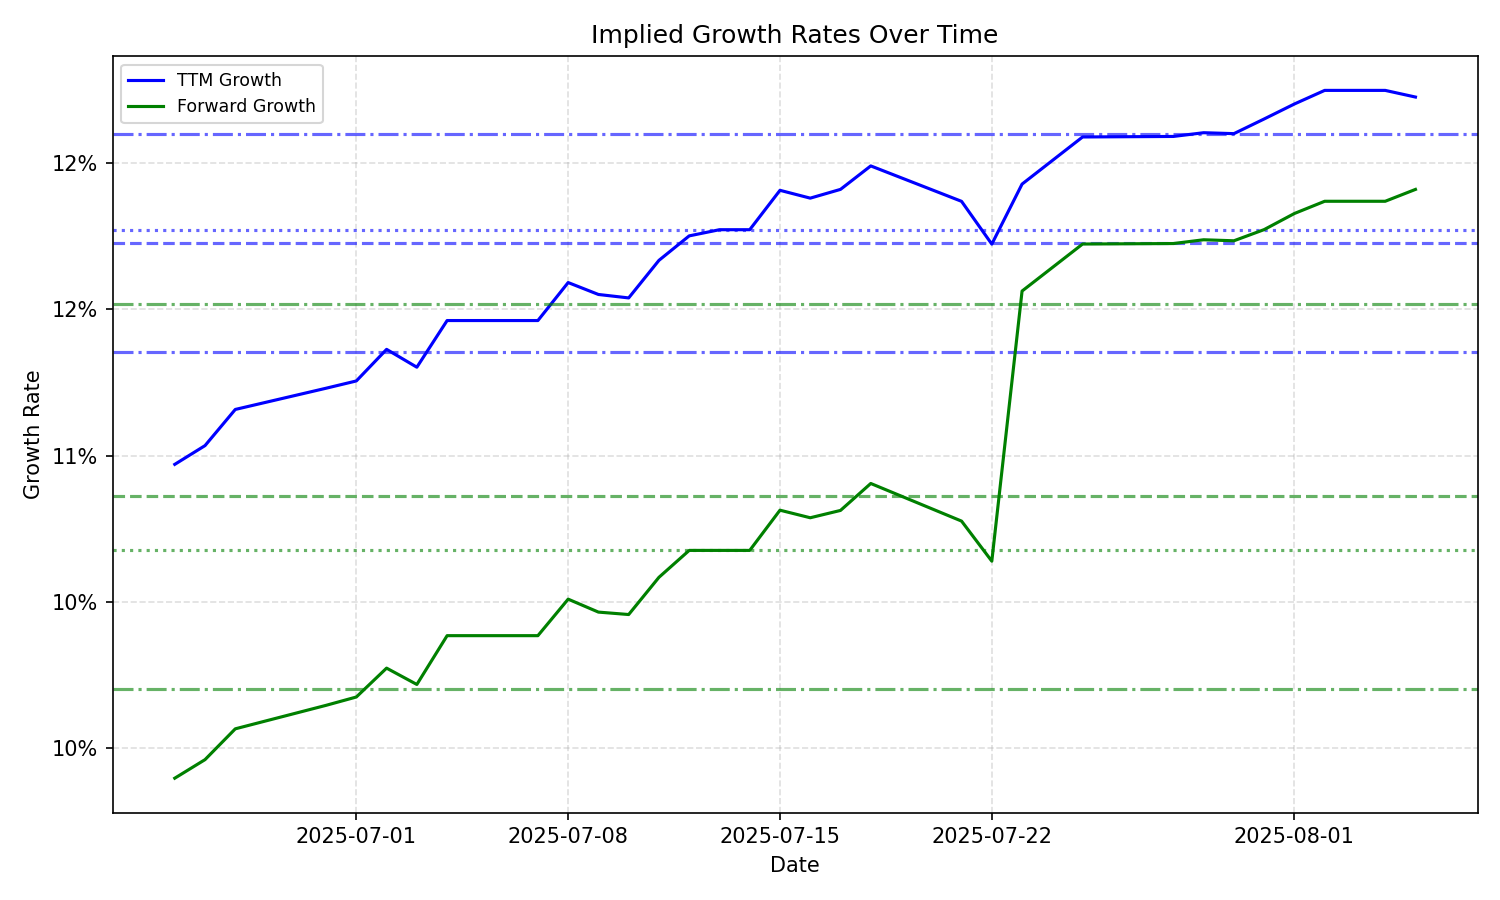 Implied Growth Rates Over Time
TTM Growth
Forward Growth
12%
12%
11%
10%
10%
Growth Rate
2025-07-01
2025-07-08
2025-07-15
2025-07-22
2025-08-01
Date